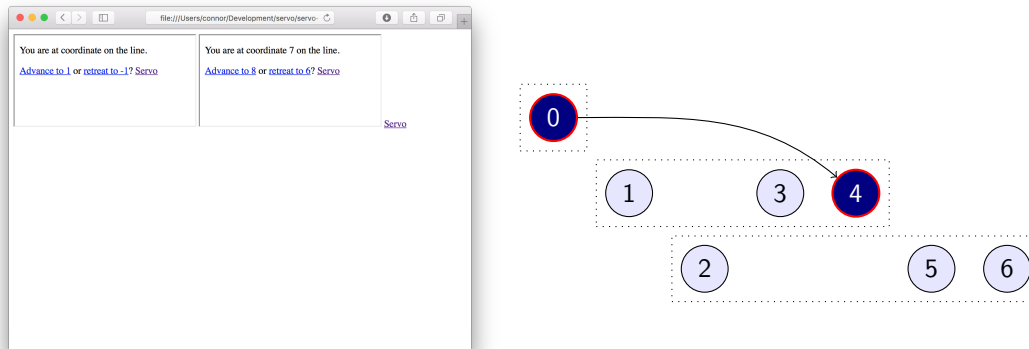 file:///Users/connor/Development/servo/servo-
You are at coordinate on the line.
Advance to 1 or retreat to -1? Servo
You are at coordinate 7 on the line.
Advance to 8 or retreat to 6? Servo
Servo
0
1 3 4
2 5 6